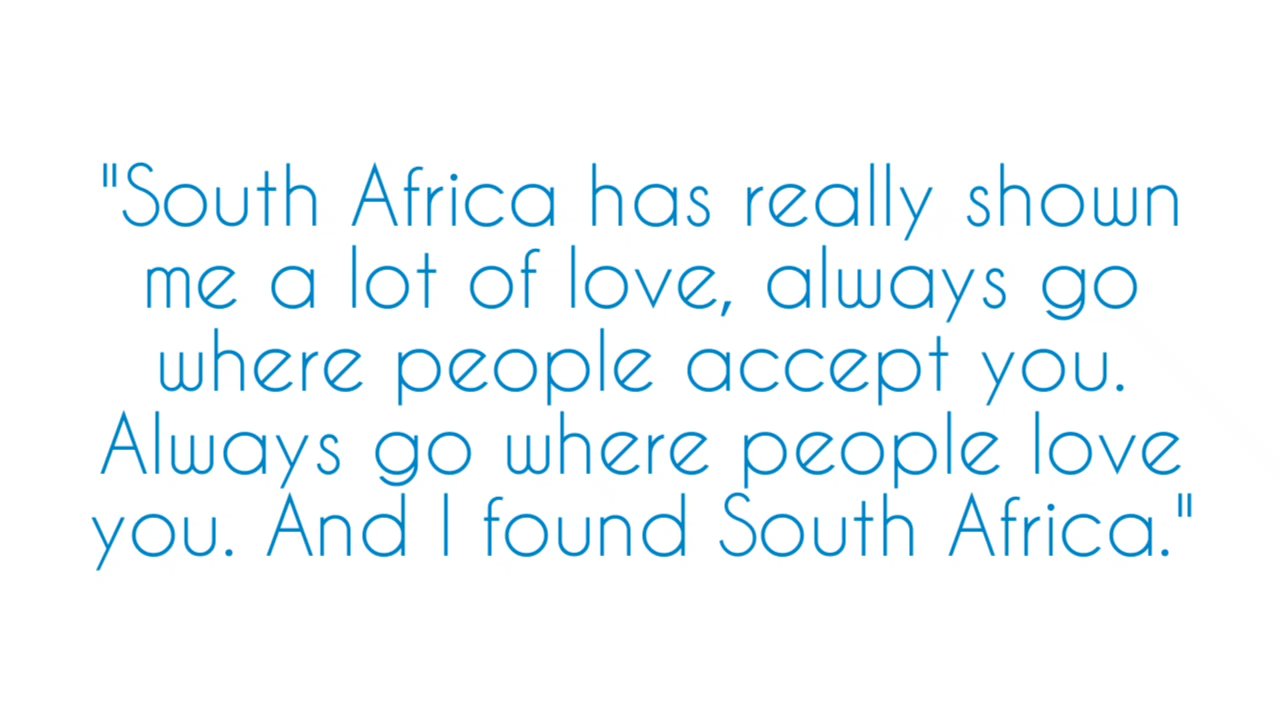 "South Africa has really shown
me a lot of love, always go
where people accept you.
Always go where people love
you. And I found South Africa."